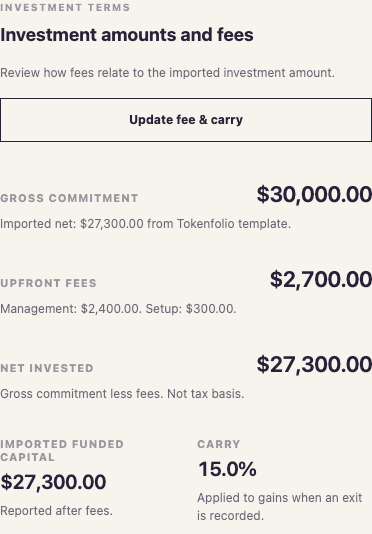 INVESTMENT TERMS
Investment amounts and fees
Review how fees relate to the imported investment amount.
Update fee & carry
GROSS COMMITMENT
$30,000.00
Imported net: $27,300.00 from Tokenfolio template.
UPFRONT FEES
$2,700.00
Management: $2,400.00. Setup: $300.00.
NET INVESTED
$27,300.00
Gross commitment less fees. Not tax basis.
IMPORTED FUNDED
CAPITAL
$27,300.00
Reported after fees.
CARRY
15.0%
Applied to gains when an exit
is recorded.